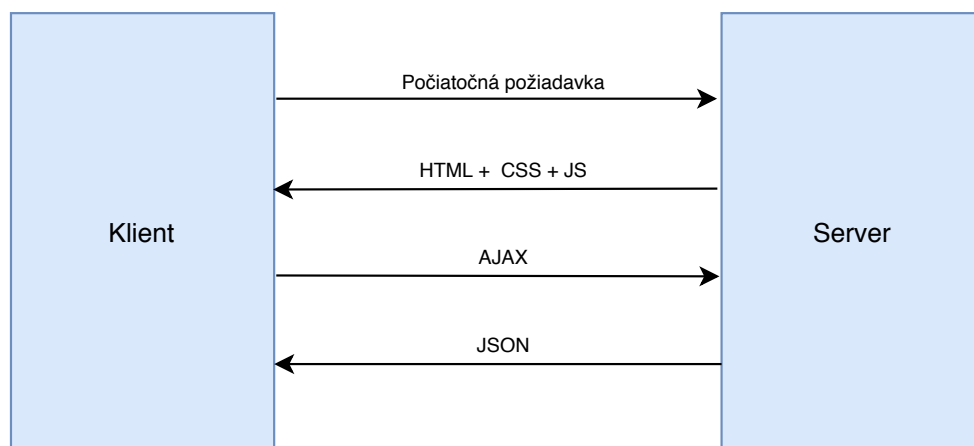 Počiatočná požiadavka
HTML + CSS + JS
Klient
Server
AJAX
JSON